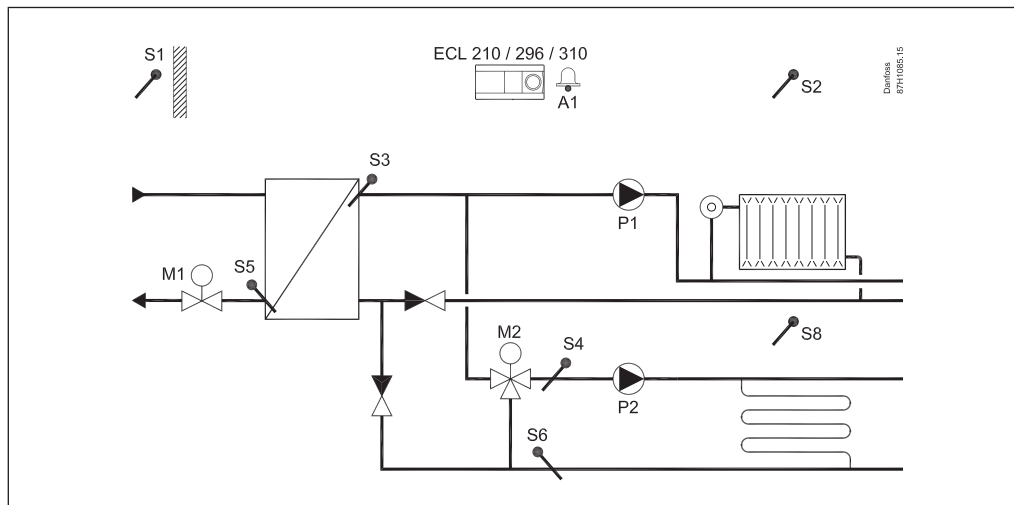 S1
ECL 210 / 296 / 310
A1
S2
Danfoss
87H1085.15
S3
P1
M1
S5
S8
M2
S4
P2
S6